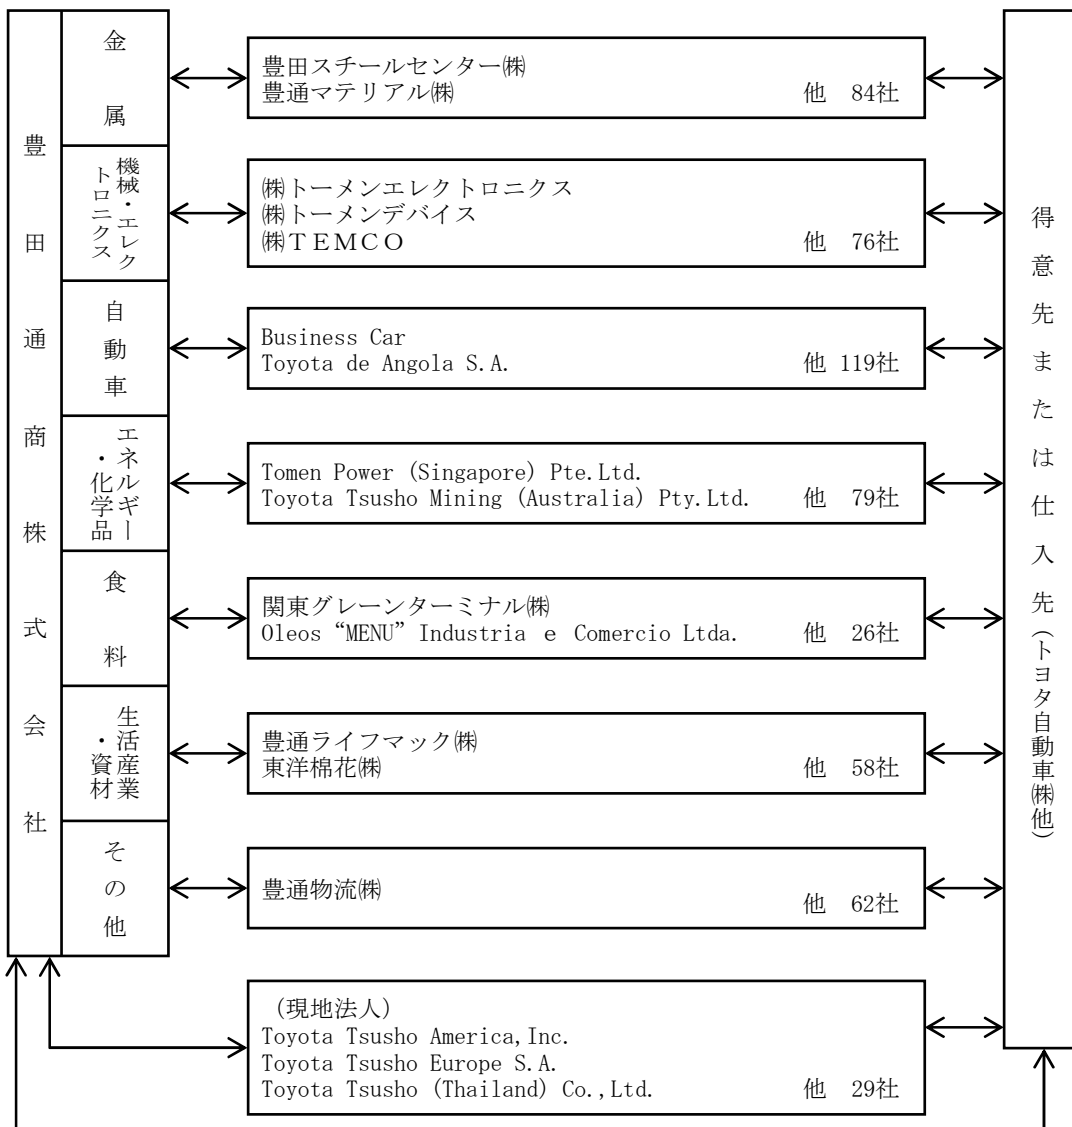 豊田通商株式会社
金属
豊田スチールセンター㈱
豊通マテリアル㈱ 他 84社
機械・エレク
トロニクス
㈱トーメンエレクトロニクス
㈱トーメンデバイス
㈱ＴＥＭＣＯ 他 76社
自動車
Business Car
Toyota de Angola S.A. 他 119社
エネルギー
・化学品
Tomen Power (Singapore) Pte.Ltd.
Toyota Tsusho Mining (Australia) Pty.Ltd. 他 79社
食料
関東グレーンターミナル㈱
Oleos “MENU” Industria e Comercio Ltda. 他 26社
生活産業
・資材
豊通ライフマック㈱
東洋棉花㈱ 他 58社
その他
豊通物流㈱ 他 62社
（現地法人）
Toyota Tsusho America,Inc.
Toyota Tsusho Europe S.A.
Toyota Tsusho (Thailand) Co.,Ltd. 他 29社
得意先または仕入先（トヨタ自動車㈱他）